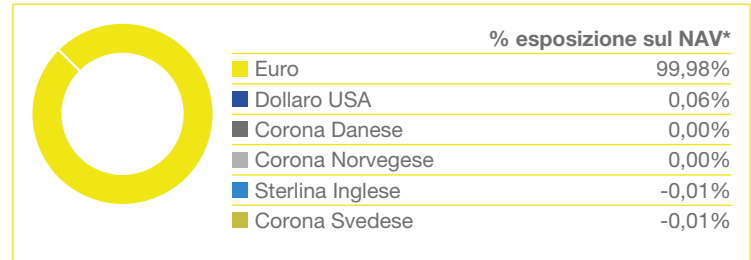 % esposizione sul NAV*
Euro 99,98%
Dollaro USA 0,06%
Corona Danese 0,00%
Corona Norvegese 0,00%
Sterlina Inglese -0,01%
Corona Svedese -0,01%